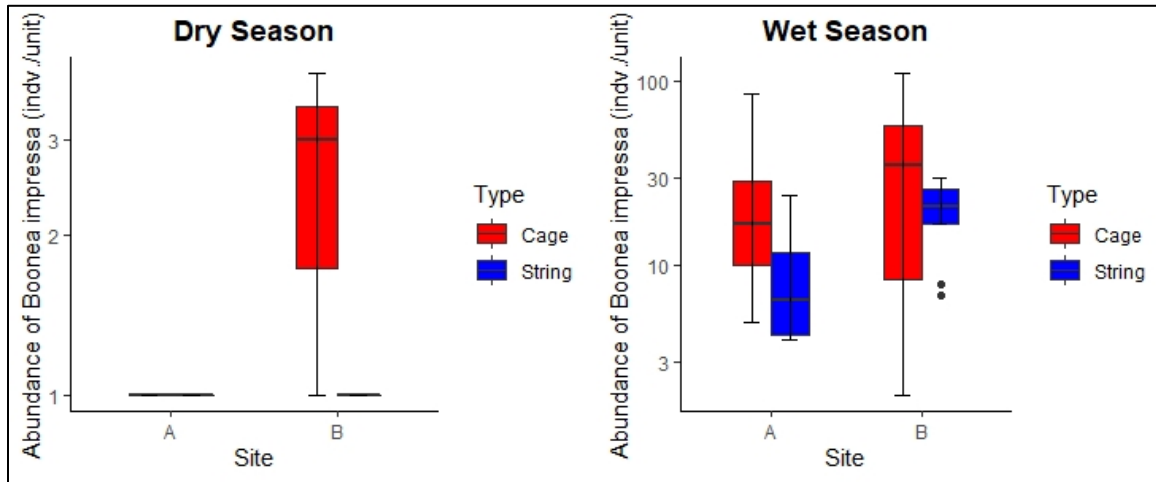 Dry Season
Abundance of Boonea impressa (indv./unit)
3
2
1
A B
Site
Type
Cage
String
Wet Season
Abundance of Boonea impressa (indv./unit)
100
30
10
3
A B
Site
Type
Cage
String